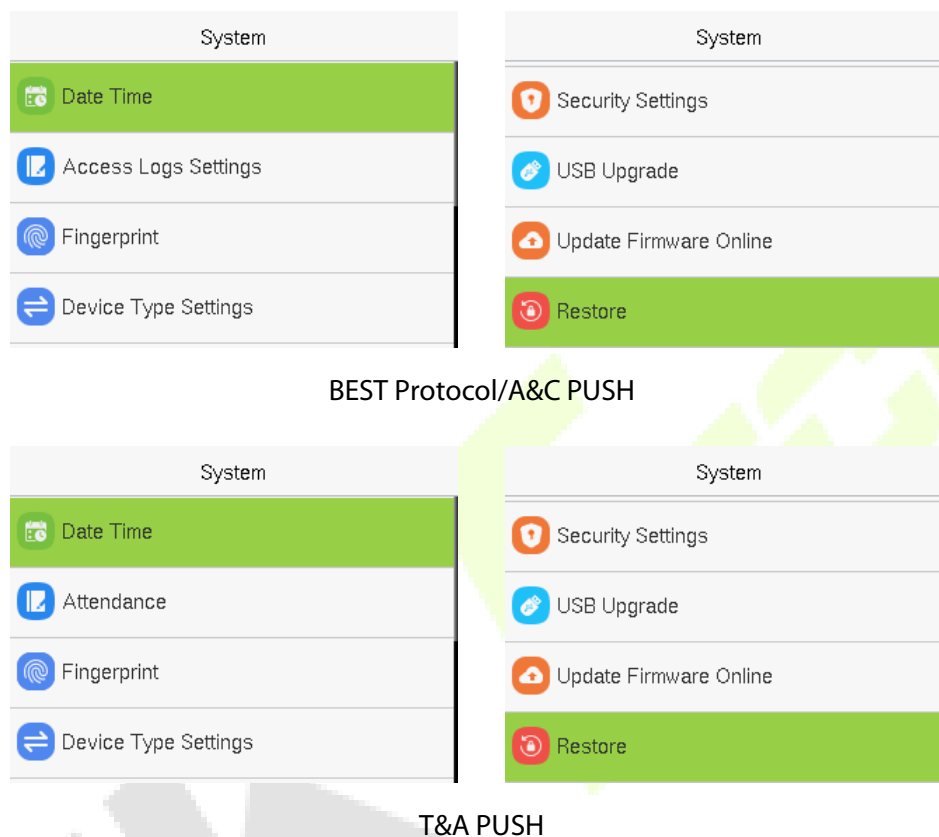 System
Date Time
Access Logs Settings
Fingerprint
Device Type Settings
System
Security Settings
USB Upgrade
Update Firmware Online
Restore
BEST Protocol/A&C PUSH
System
Date Time
Attendance
Fingerprint
Device Type Settings
System
Security Settings
USB Upgrade
Update Firmware Online
Restore
T&A PUSH